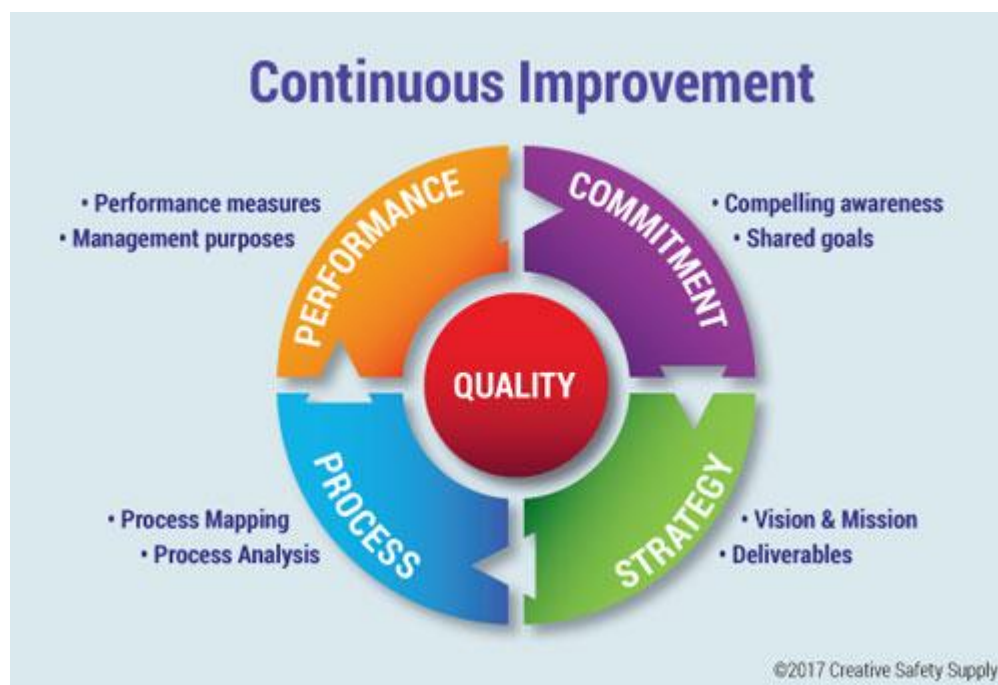 Continuous Improvement
PERFORMANCE
• Performance measures
• Management purposes
COMMITMENT
• Compelling awareness
• Shared goals
QUALITY
PROCESS
• Process Mapping
• Process Analysis
STRATEGY
• Vision & Mission
• Deliverables
©2017 Creative Safety Supply